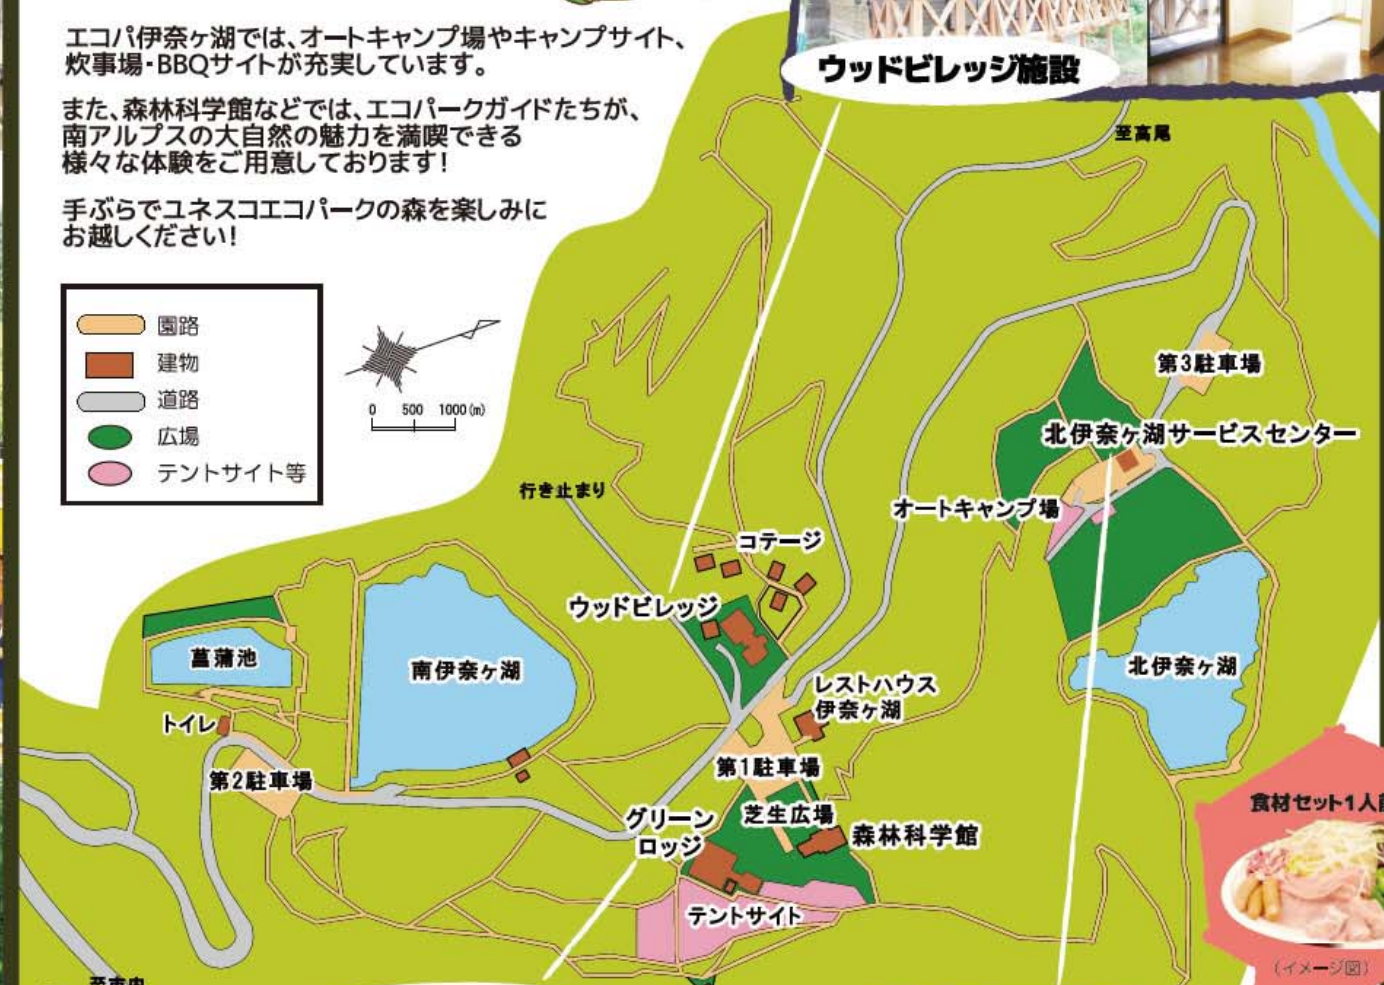 エコパ伊奈ヶ湖では、オートキャンプ場やキャンプサイト、
炊事場・BBQサイトが充実しています。
また、森林科学館などでは、エコパークガイドたちが、
南アルプスの大自然の魅力を満喫できる
様々な体験をご用意しております！
手ぶらでユネスコエコパークの森を楽しみに
お越しください！
ウッドビレッジ施設
至高尾
園路
建物
道路
広場
テントサイト等
0 500 1000(m)
第3駐車場
北伊奈ヶ湖サービスセンター
行き止まり
オートキャンプ場
コテージ
ウッドビレッジ
菖蒲池
南伊奈ヶ湖
北伊奈ヶ湖
レストハウス
伊奈ヶ湖
トイレ
第2駐車場
第1駐車場
グリーン
ロッジ
芝生広場
森林科学館
テントサイト
食材セット1人
(イメージ図)